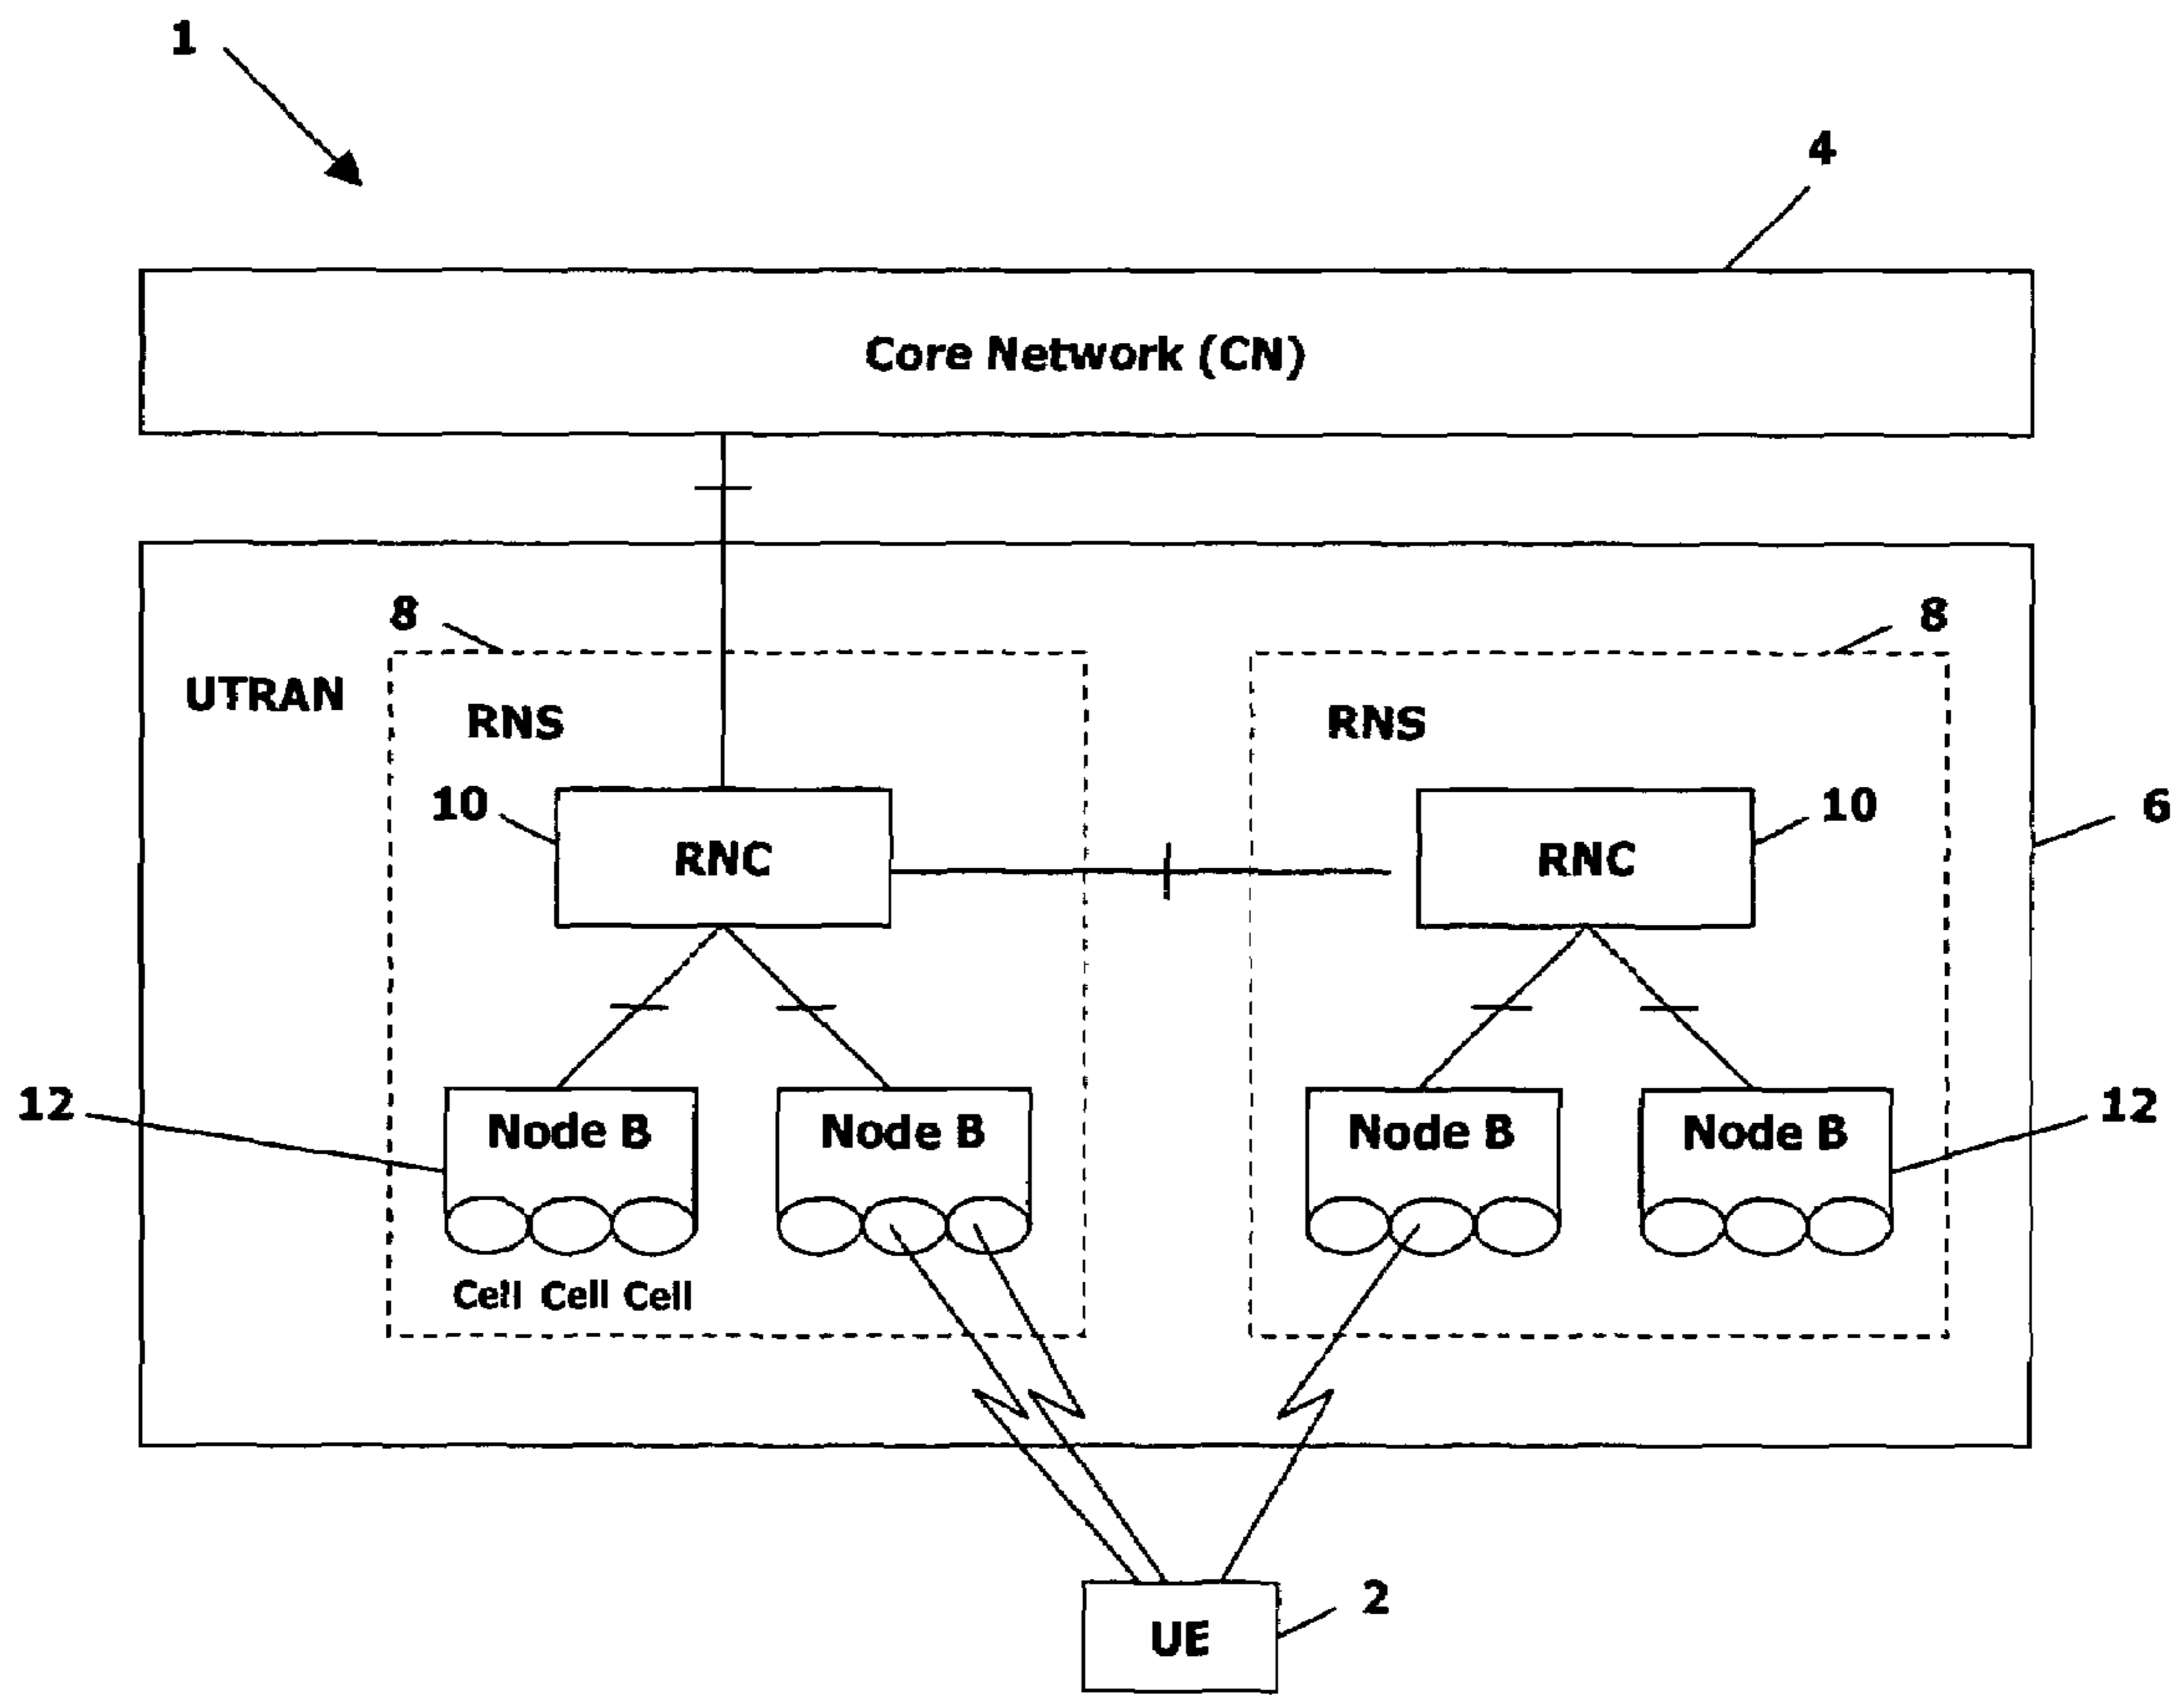 1
4
Core Network (CN)
8
8
UTRAN
RNS
RNS
10
RNC
RNC
10
6
12
Node B
Node B
Node B
Node B
12
Cell Cell Cell
UE
2